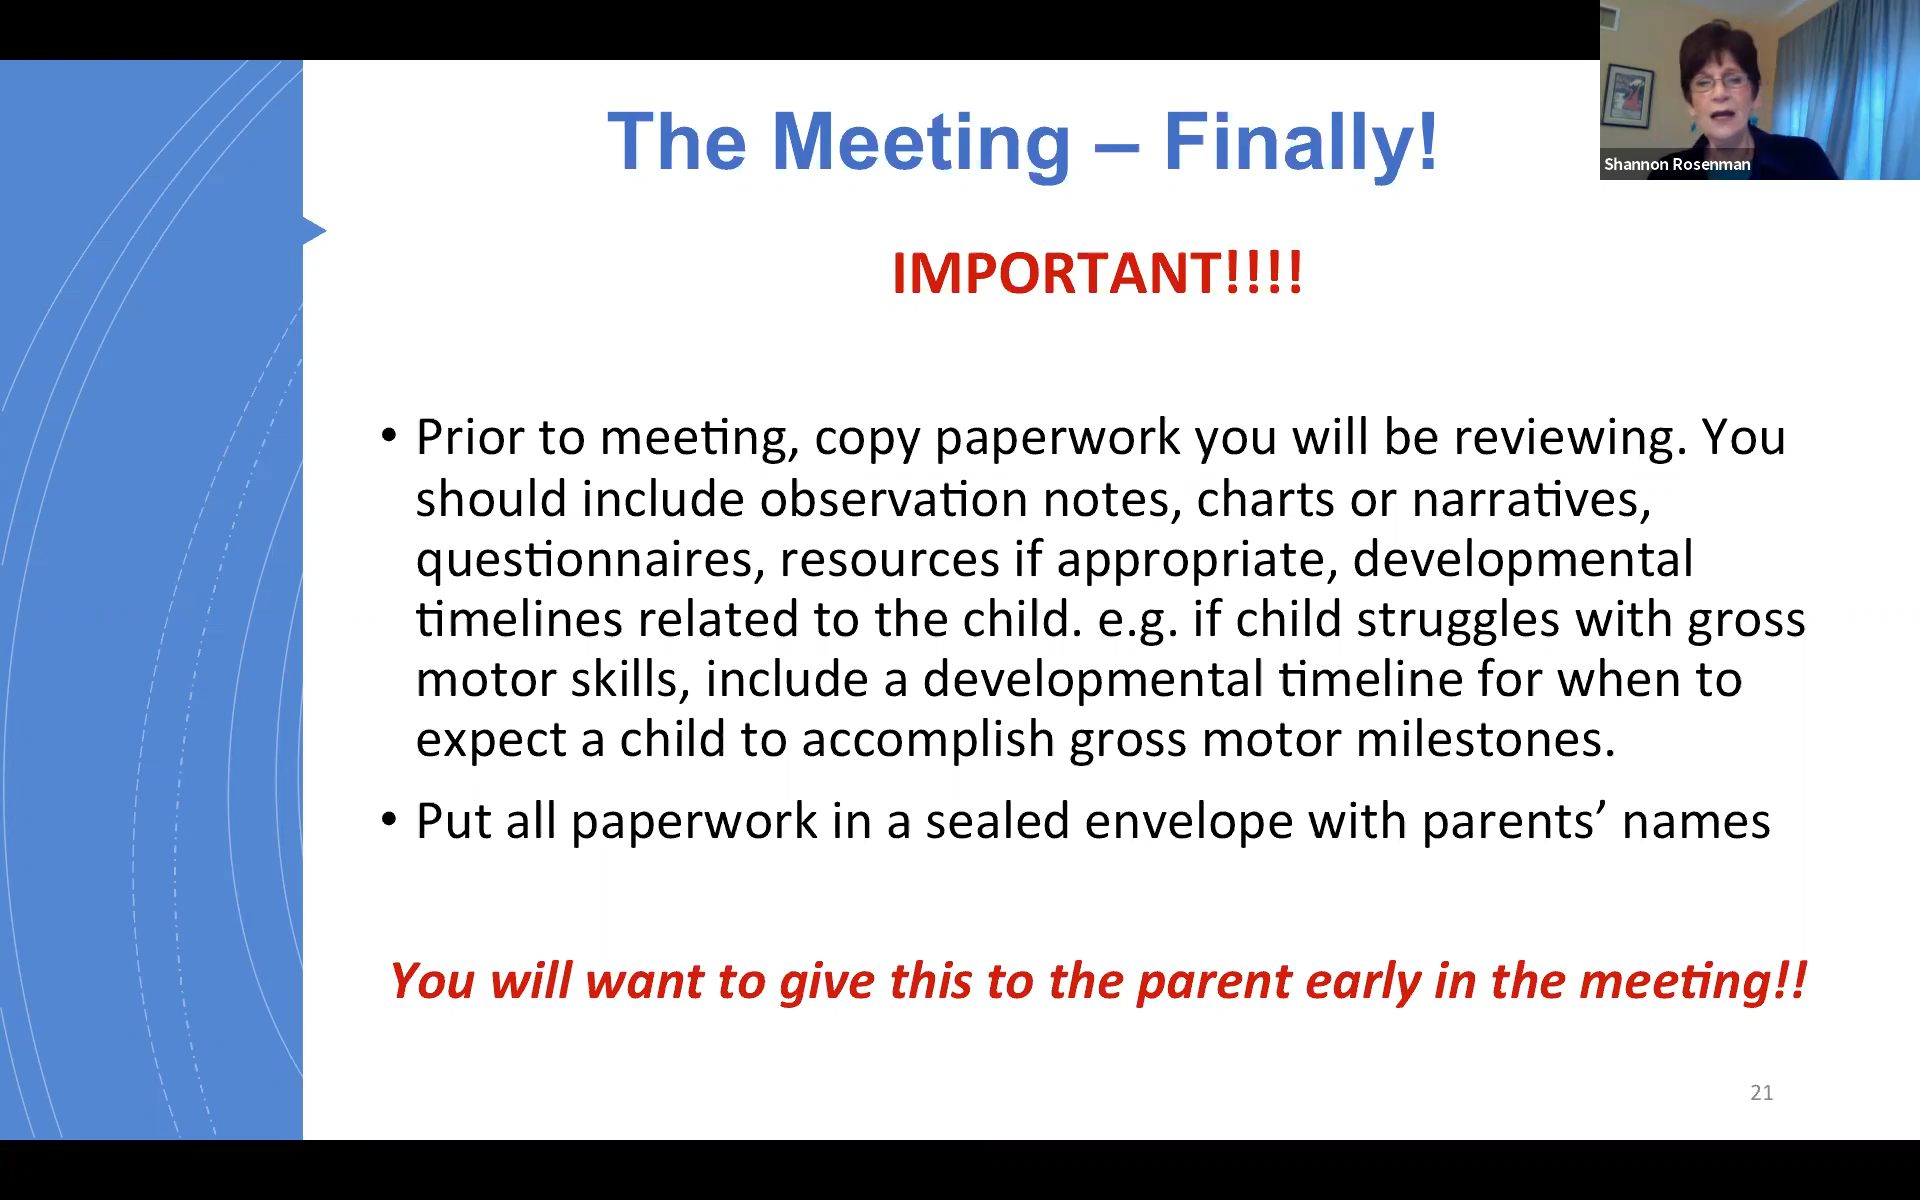 The Meeting – Finally!
Shannon Rosenman
IMPORTANT!!!!
• Prior to meeting, copy paperwork you will be reviewing. You
should include observation notes, charts or narratives,
questionnaires, resources if appropriate, developmental
timelines related to the child. e.g. if child struggles with gross
motor skills, include a developmental timeline for when to
expect a child to accomplish gross motor milestones.
• Put all paperwork in a sealed envelope with parents’ names
You will want to give this to the parent early in the meeting!!
21